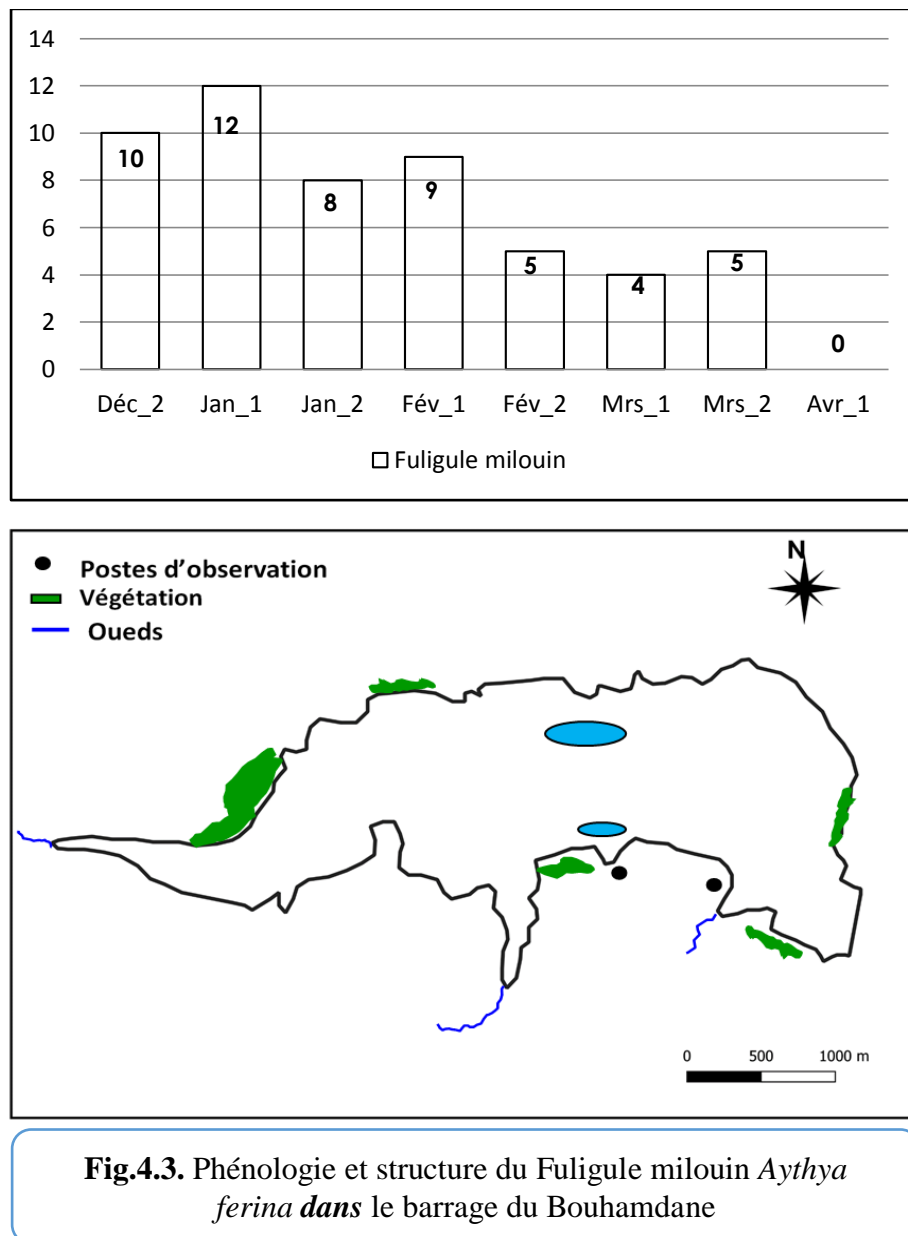 14
12
10
8
6
4
2
0
10
12
8
9
5
4
5
0
Déc_2 Jan_1 Jan_2 Fév_1 Fév_2 Mrs_1 Mrs_2 Avr_1
Fuligule milouin
N
Postes d'observation
Végétation
Oueds
0 500 1000 m
Fig.4.3. Phénologie et structure du Fuligule milouin Aythya
ferina dans le barrage du Bouhamdane